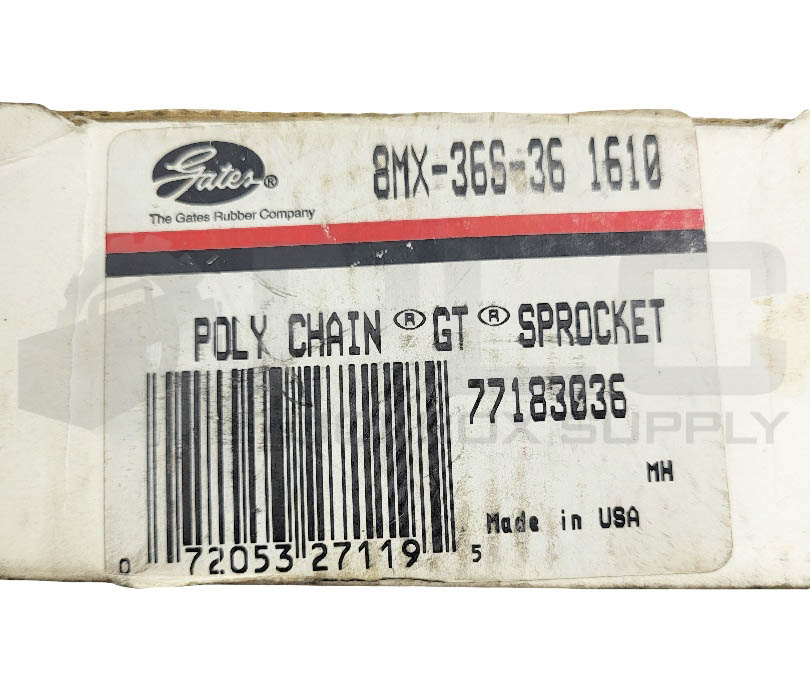 Gates®
The Gates Rubber Company
8MX-36S-36 1610
POLY CHAIN® GT® SPROCKET
77183036
MH
Made in USA
0 72053 27119 5
SUPPLY